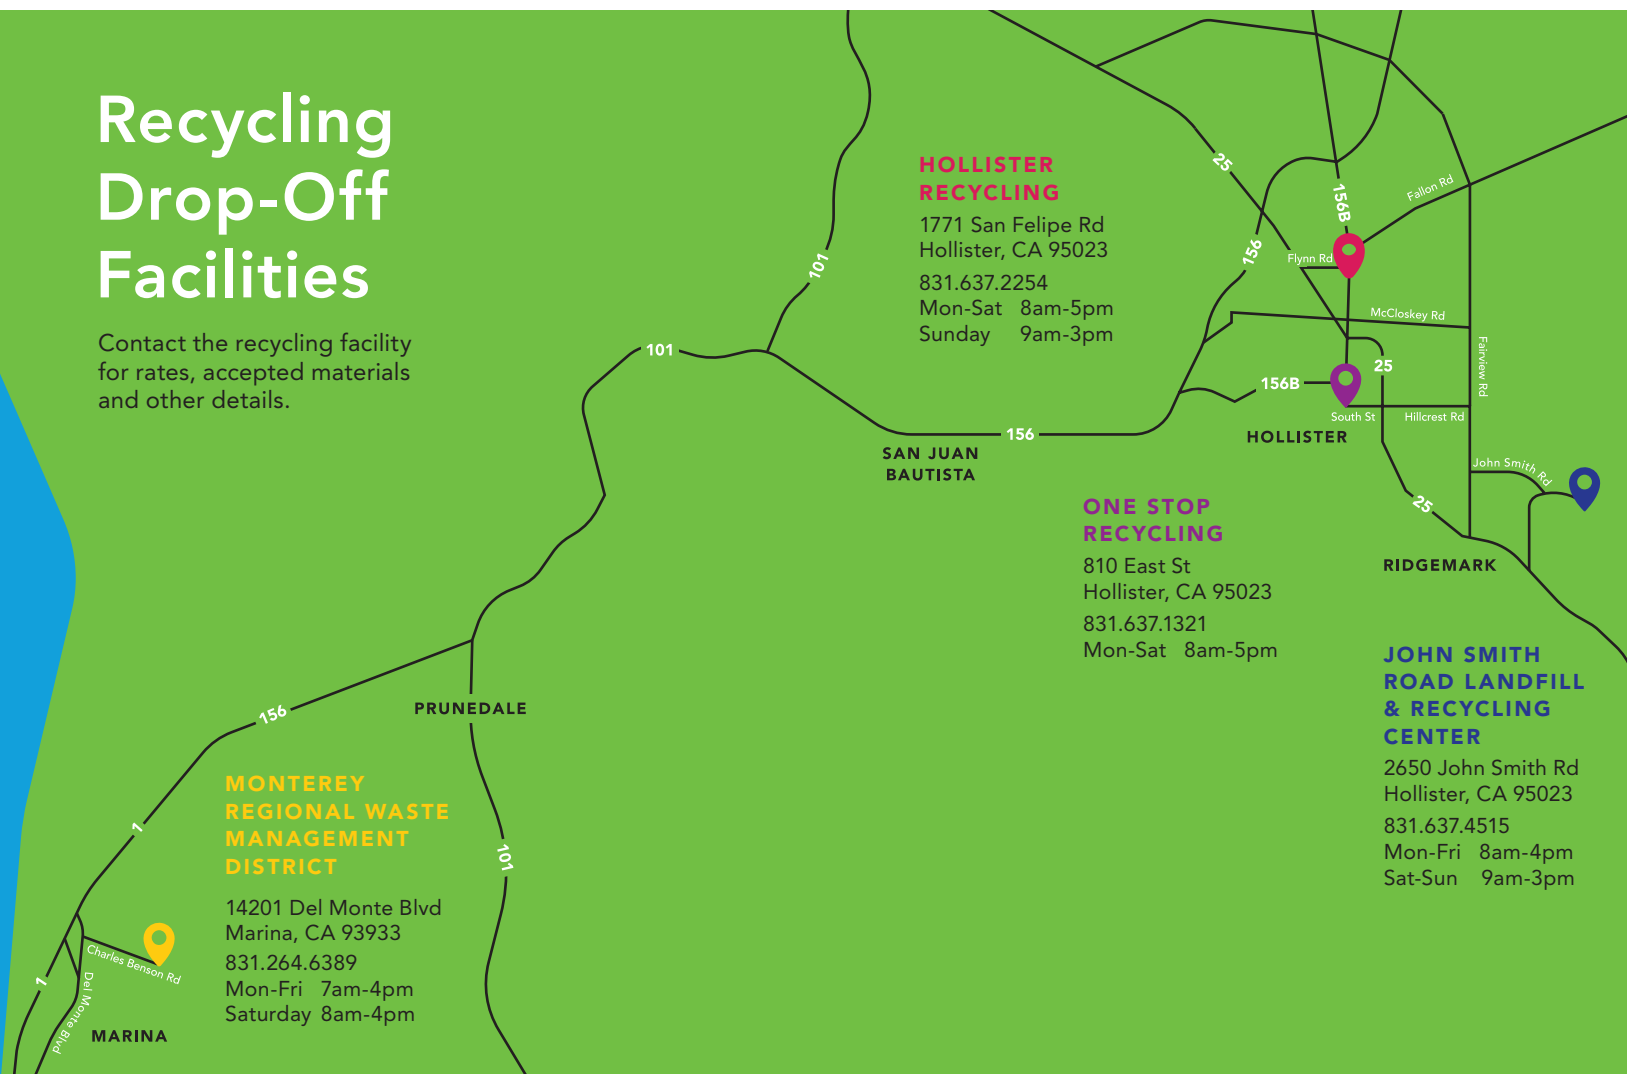 Recycling
Drop-Off
Facilities
Contact the recycling facility
for rates, accepted materials
and other details.
HOLLISTER
RECYCLING
1771 San Felipe Rd
Hollister, CA 95023
831.637.2254
Mon-Sat 8am-5pm
Sunday 9am-3pm
ONE STOP
RECYCLING
810 East St
Hollister, CA 95023
831.637.1321
Mon-Sat 8am-5pm
JOHN SMITH
ROAD LANDFILL
& RECYCLING
CENTER
2650 John Smith Rd
Hollister, CA 95023
831.637.4515
Mon-Fri 8am-4pm
Sat-Sun 9am-3pm
MONTEREY
REGIONAL WASTE
MANAGEMENT
DISTRICT
14201 Del Monte Blvd
Marina, CA 93933
831.264.6389
Mon-Fri 7am-4pm
Saturday 8am-4pm
25
156B
Fallon Rd
156
Flynn Rd
101
McCloskey Rd
Fairview Rd
101
25
156B
South St
Hillcrest Rd
156
HOLLISTER
SAN JUAN
BAUTISTA
John Smith Rd
25
RIDGEMARK
156
PRUNEDALE
1
101
Charles Benson Rd
1
Del Monte Blvd
MARINA